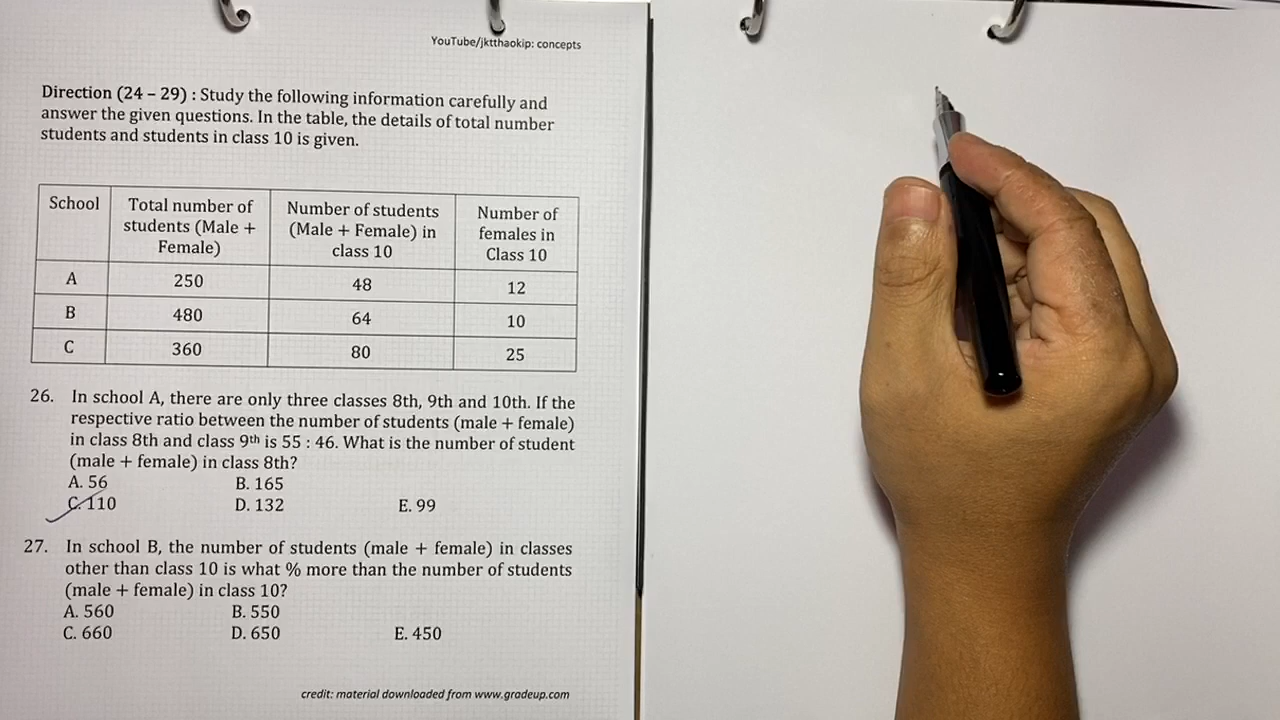 YouTube/jktthaokip: concepts
Direction (24 – 29) : Study the following information carefully and
answer the given questions. In the table, the details of total number
students and students in class 10 is given.
School Total number of students (Male + Female) Number of students (Male + Female) in class 10 Number of females in Class 10
A 250 48 12
B 480 64 10
C 360 80 25
26. In school A, there are only three classes 8th, 9th and 10th. If the
respective ratio between the number of students (male + female)
in class 8th and class 9th is 55 : 46. What is the number of student
(male + female) in class 8th?
A. 56 B. 165
C. 110 D. 132 E. 99
27. In school B, the number of students (male + female) in classes
other than class 10 is what % more than the number of students
(male + female) in class 10?
A. 560 B. 550
C. 660 D. 650 E. 450
credit: material downloaded from www.gradeup.com